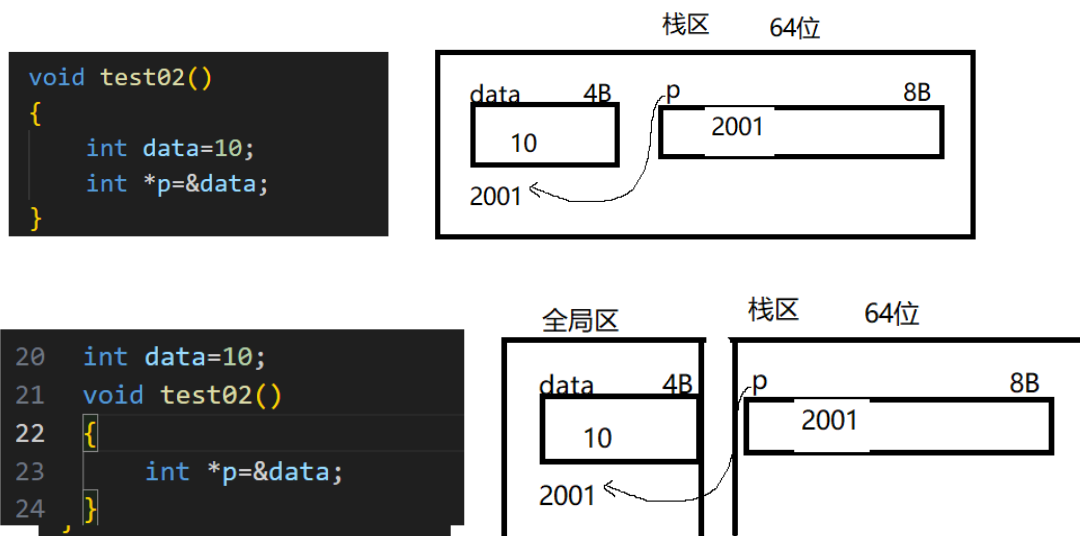 栈区 64位
void test02()
{
int data=10;
int *p=&data;
}
data 4B p 8B
10 2001
2001
全局区 栈区 64位
20 int data=10;
21 void test02()
22 {
23 int *p=&data;
24 }
data 4B p 8B
10 2001
2001